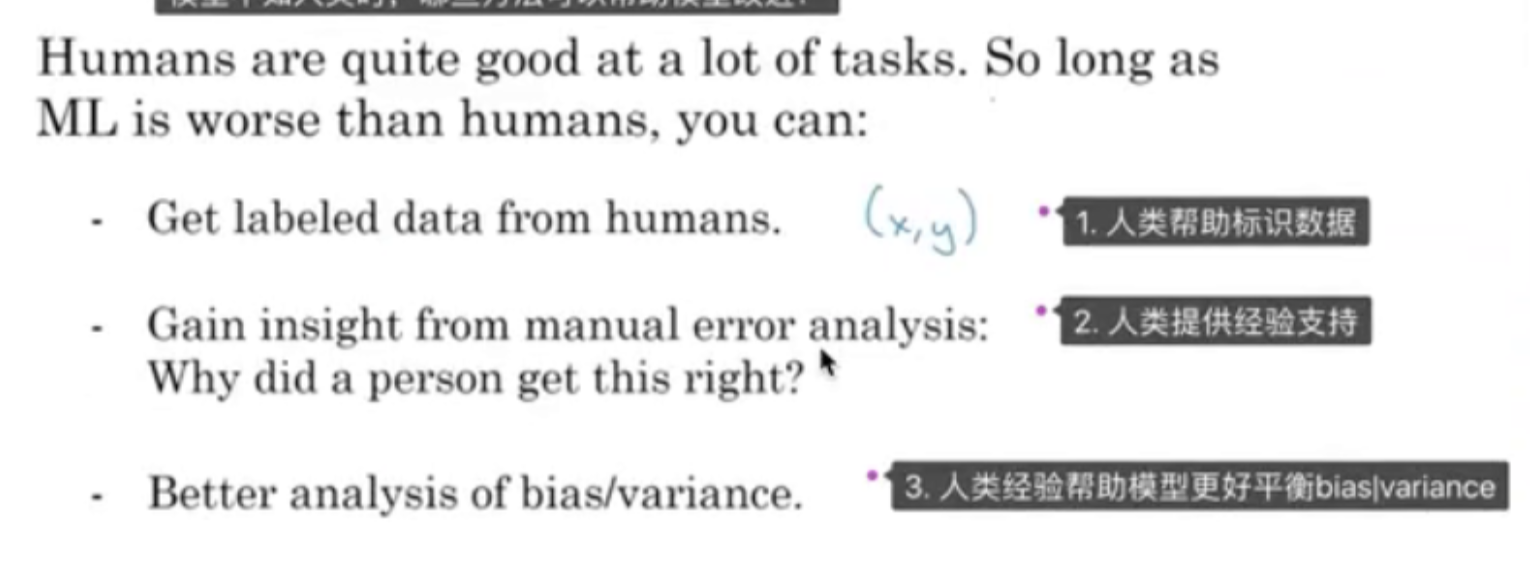 Humans are quite good at a lot of tasks. So long as
ML is worse than humans, you can:
- Get labeled data from humans. (x,y) 1. 人类帮助标识数据
- Gain insight from manual error analysis: 2. 人类提供经验支持
Why did a person get this right?
- Better analysis of bias/variance. 3. 人类经验帮助模型更好平衡bias|variance